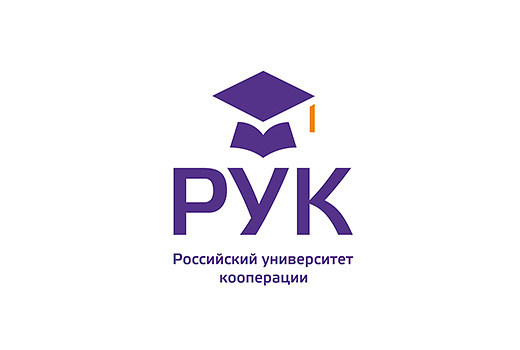 РУК
Российский университет
кооперации